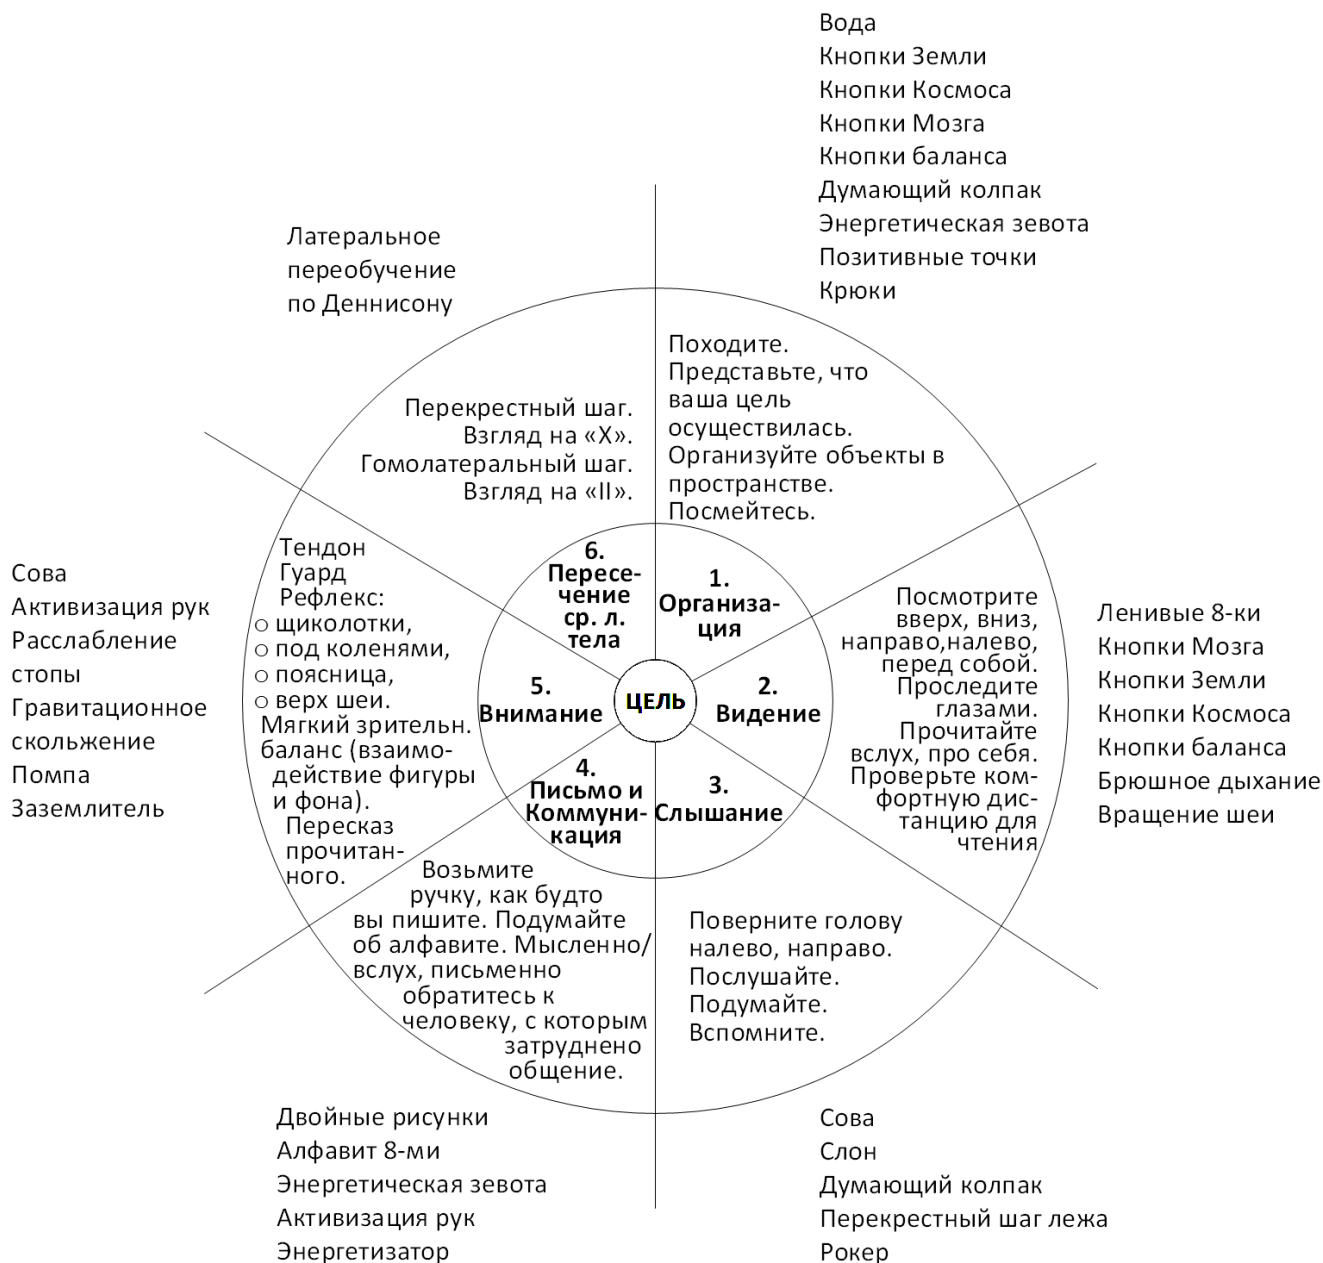 Вода
Кнопки Земли
Кнопки Космоса
Кнопки Мозга
Кнопки баланса
Думающий колпак
Энергетическая зевота
Позитивные точки
Крюки
Латеральное
переобучение
по Деннисону
Походите.
Представьте, что
ваша цель
осуществилась.
Организуйте объекты в
пространстве.
Посмейтесь.
Перекрестный шаг.
Взгляд на «X».
Гомолатеральный шаг.
Взгляд на «II».
6.
Пересе-
чение
ср. л.
тела
1.
Организа-
ция
ЦЕЛЬ
5.
Внимание
2.
Видение
4.
Письмо и
Коммуни-
кация
3.
Слышание
Тендон
Гуард
Рефлекс:
○ щиколотки,
○ под коленями,
○ поясница,
○ верх шеи.
Мягкий зрительн.
баланс (взаимо-
действие фигуры
и фона).
Пересказ
прочитан-
ного.
Сова
Активизация рук
Расслабление
стопы
Гравитационное
скольжение
Помпа
Заземлитель
Посмотрите
вверх, вниз,
направо,налево,
перед собой.
Проследите
глазами.
Прочитайте
вслух, про себя.
Проверьте ком-
фортную дис-
танцию для
чтения
Ленивые 8-ки
Кнопки Мозга
Кнопки Земли
Кнопки Космоса
Кнопки баланса
Брюшное дыхание
Вращение шеи
Возьмите
ручку, как будто
вы пишите. Подумайте
об алфавите. Мысленно/
вслух, письменно
обратитесь к
человеку, с которым
затруднено
общение.
Поверните голову
налево, направо.
Послушайте.
Подумайте.
Вспомните.
Двойные рисунки
Алфавит 8-ми
Энергетическая зевота
Активизация рук
Энергетизатор
Сова
Слон
Думающий колпак
Перекрестный шаг лежа
Рокер